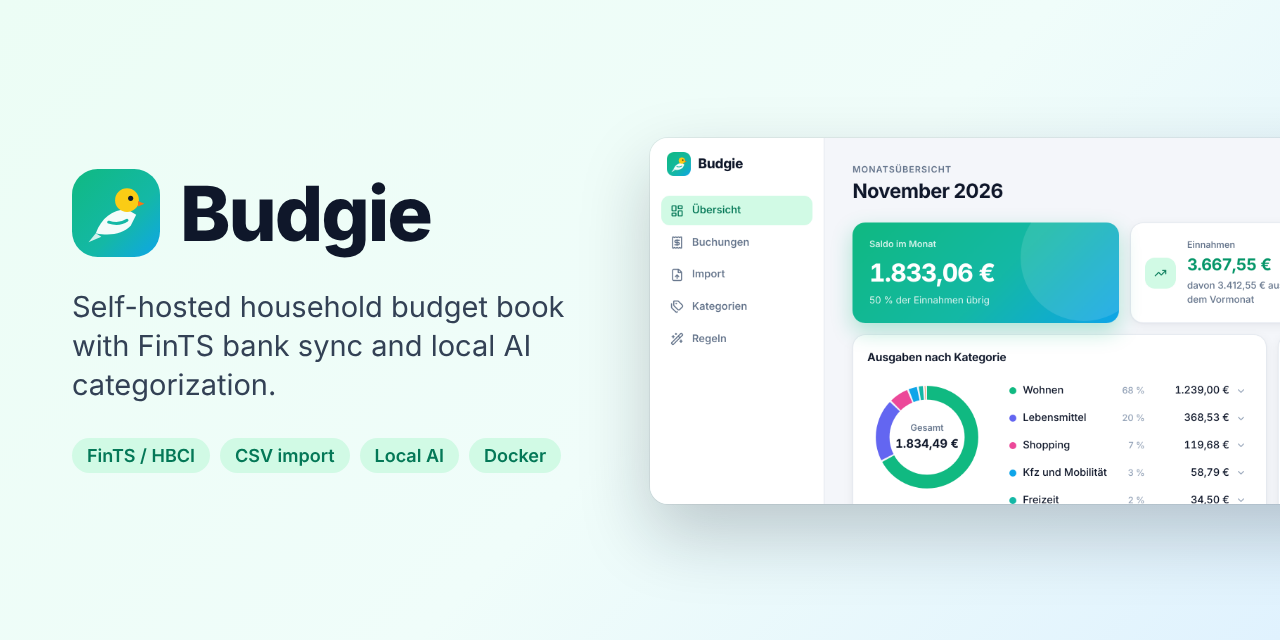 Budgie
Self-hosted household budget book
with FinTS bank sync and local AI
categorization.
FinTS / HBCI
CSV import
Local AI
Docker
Budgie
Übersicht
Buchungen
Import
Kategorien
Regeln
MONATSÜBERSICHT
November 2026
Saldo im Monat
1.833,06 €
50 % der Einnahmen übrig
Einnahmen
3.667,55 €
davon 3.412,55 €
dem Vormonat
Ausgaben nach Kategorie
Gesamt
1.834,49 €
Wohnen 68 % 1.239,00 €
Lebensmittel 20 % 368,53 €
Shopping 7 % 119,68 €
Kfz und Mobilität 3 % 58,79 €
Freizeit 2 % 34,50 €